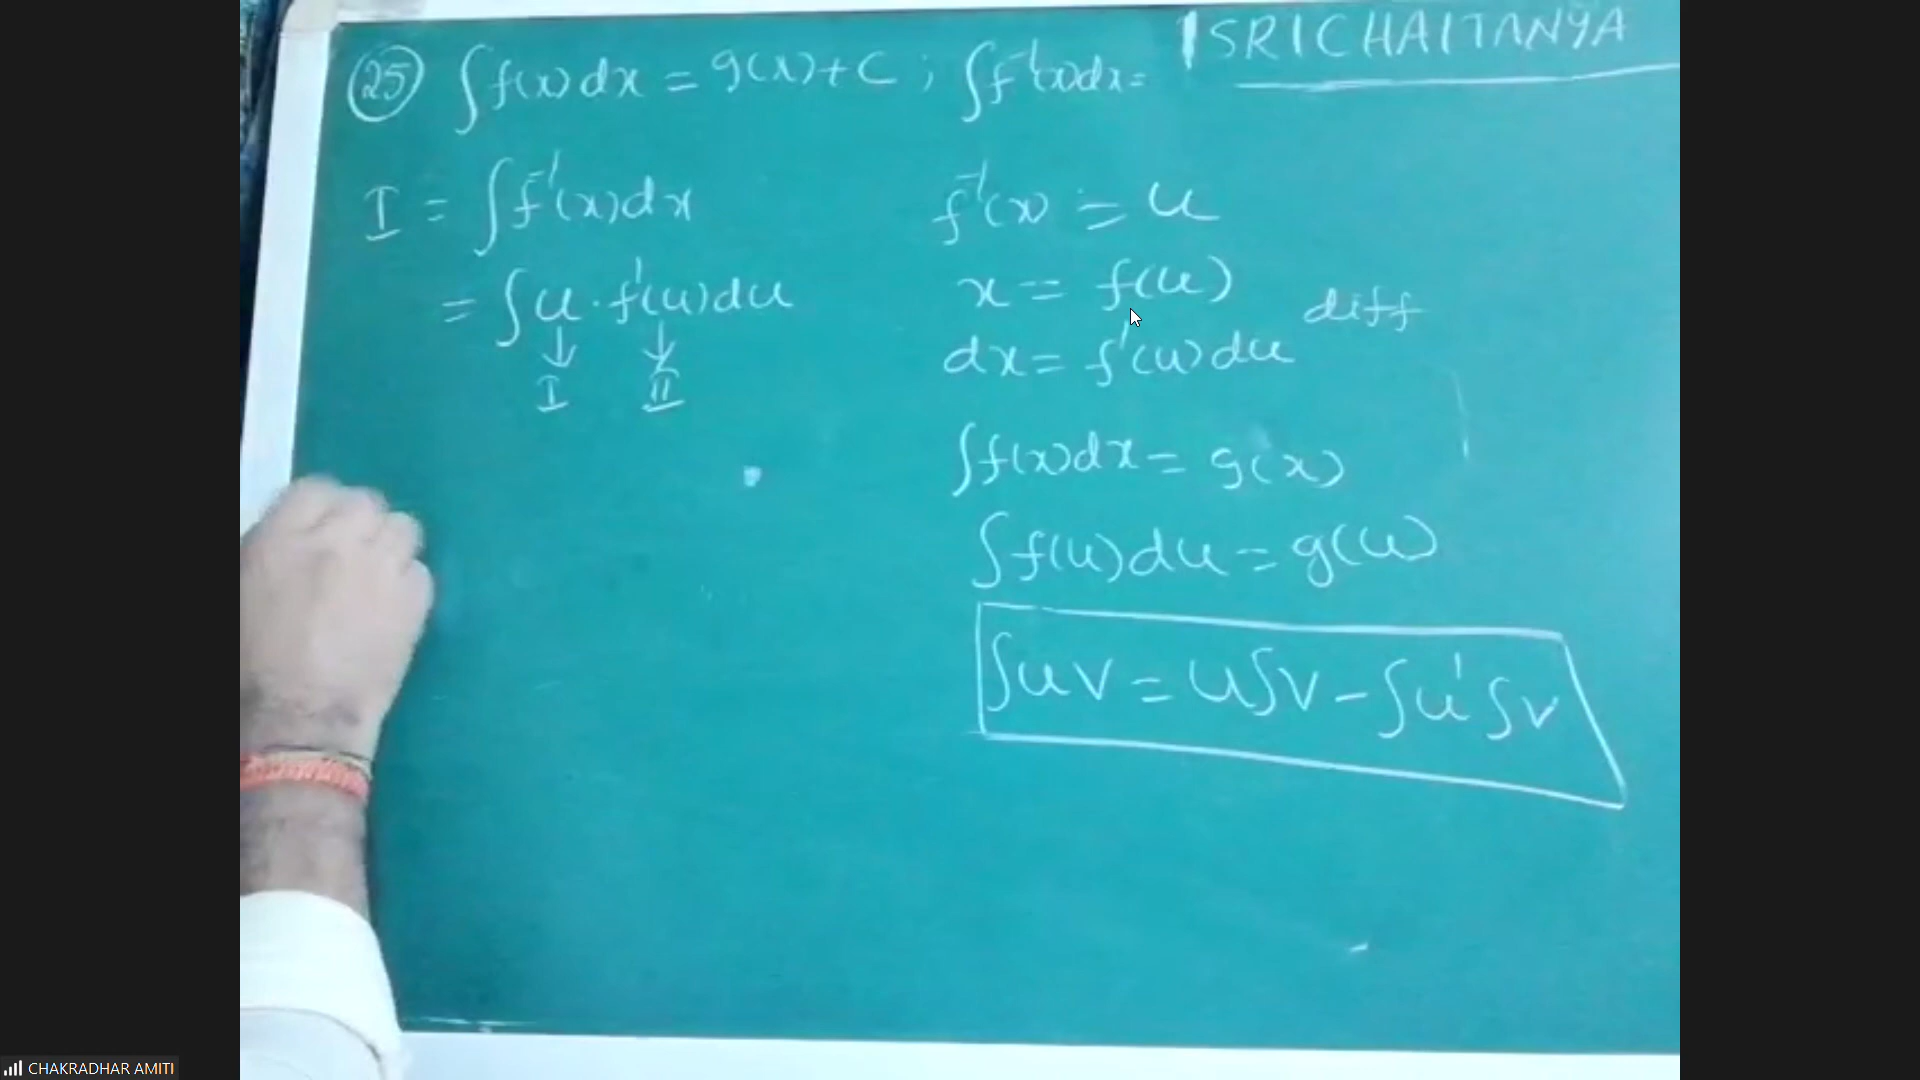 SRICHAITANYA
(25) ∫f(x)dx = g(x)+C ; ∫f⁻¹(x)dx =
I = ∫f⁻¹(x)dx
= ∫u·f'(u)du
↓ ↓
I II
f⁻¹(x) = u
x = f(u)
diff
dx = f'(u)du
∫f(x)dx = g(x)
∫f(u)du = g(u)
∫uv = u∫v - ∫u'∫v
CHAKRADHAR AMITI